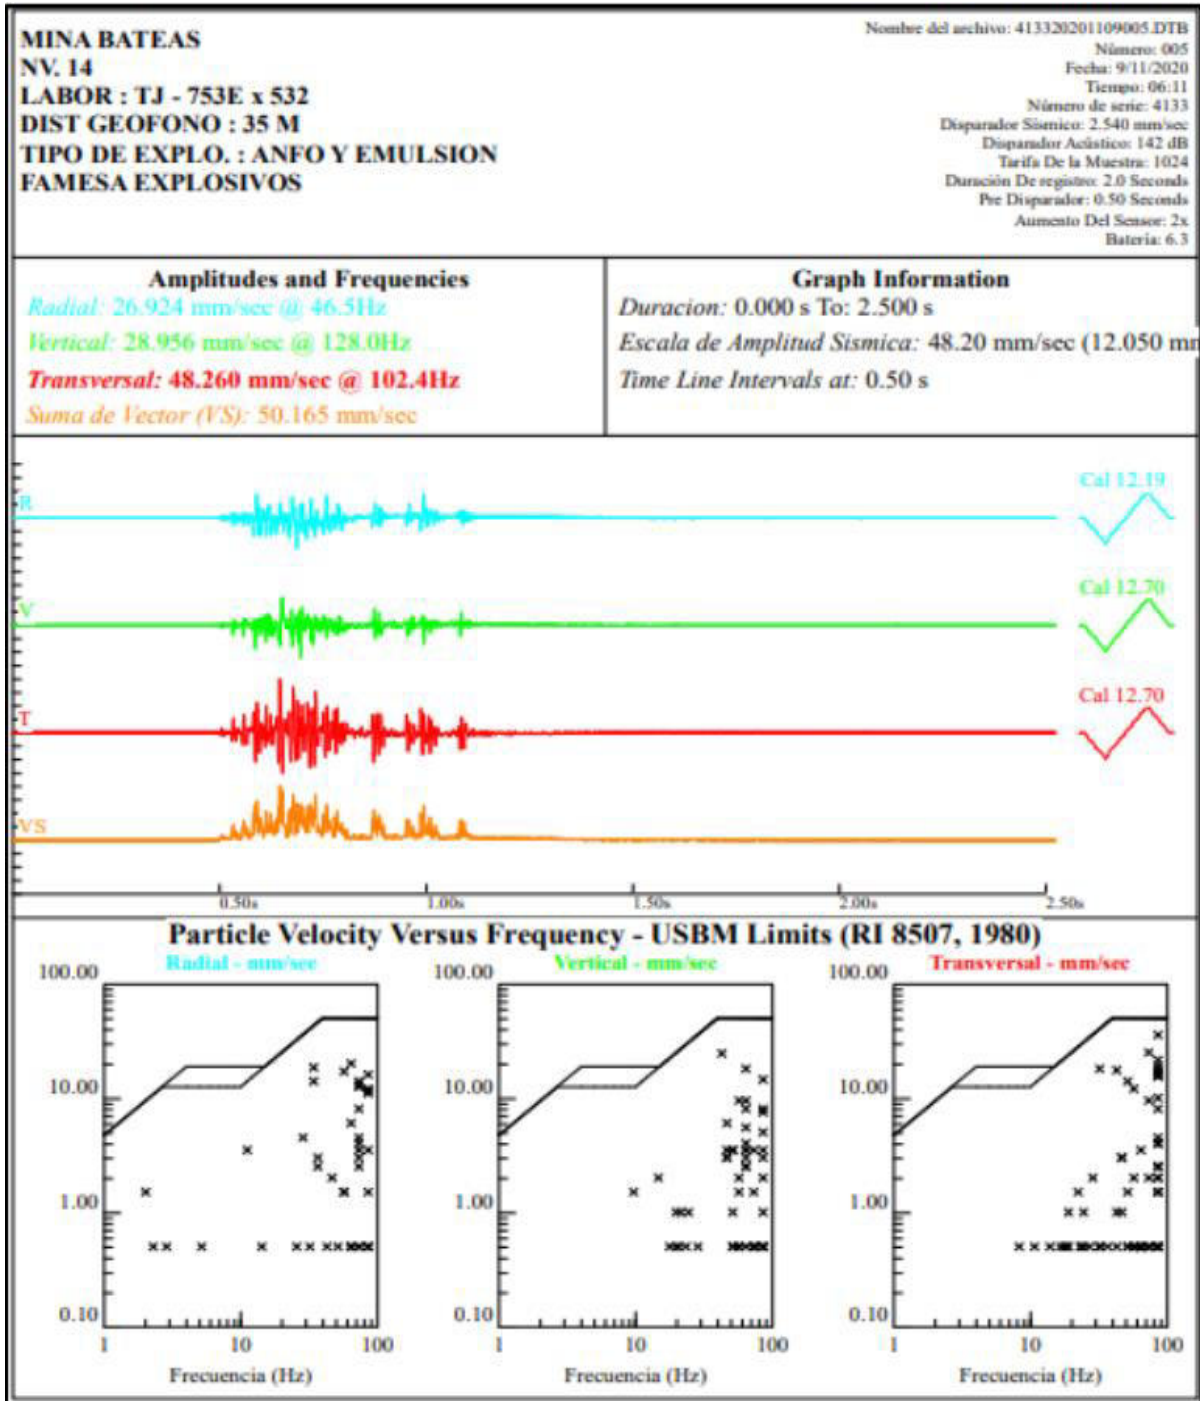 MINA BATEAS
NV. 14
LABOR : TJ - 753E x 532
DIST GEOFONO : 35 M
TIPO DE EXPLO. : ANFO Y EMULSION
FAMESA EXPLOSIVOS
Nombre del archivo: 413320201109005.DTB
Número: 005
Fecha: 9/11/2020
Tiempo: 06:11
Número de serie: 4133
Disparador Sísmico: 2.540 mm/sec
Disparador Acústico: 142 dB
Tarifa De la Muestra: 1024
Duración De registro: 2.0 Seconds
Pre Disparador: 0.50 Seconds
Aumento Del Sensor: 2x
Bateria: 6.3
Amplitudes and Frequencies
Radial: 26.924 mm/sec @ 46.5Hz
Vertical: 28.956 mm/sec @ 128.0Hz
Transversal: 48.260 mm/sec @ 102.4Hz
Suma de Vector (VS): 50.165 mm/sec
Graph Information
Duracion: 0.000 s To: 2.500 s
Escala de Amplitud Sismica: 48.20 mm/sec (12.050 mm
Time Line Intervals at: 0.50 s
R
Cal 12.19
V
Cal 12.70
T
Cal 12.70
VS
0.50s 1.00s 1.50s 2.00s 2.50s
Particle Velocity Versus Frequency - USBM Limits (RI 8507, 1980)
Radial - mm/sec
100.00
10.00
1.00
0.10
1 10 100
Frecuencia (Hz)
Vertical - mm/sec
100.00
10.00
1.00
0.10
1 10 100
Frecuencia (Hz)
Transversal - mm/sec
100.00
10.00
1.00
0.10
1 10 100
Frecuencia (Hz)